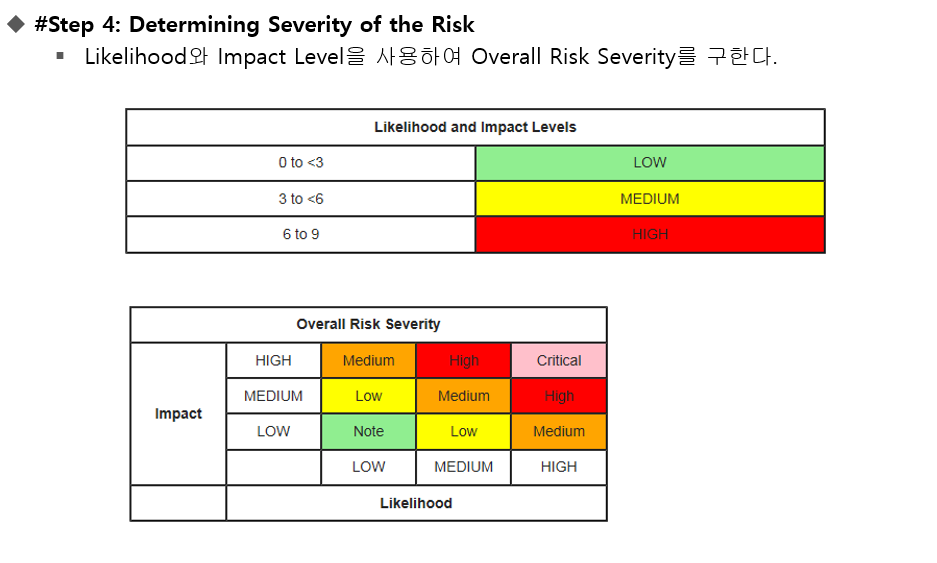 ◆ #Step 4: Determining Severity of the Risk
▪ Likelihood와 Impact Level을 사용하여 Overall Risk Severity를 구한다.
Likelihood and Impact Levels
0 to <3 LOW
3 to <6 MEDIUM
6 to 9 HIGH
Overall Risk Severity
HIGH Medium High Critical
MEDIUM Low Medium High
Impact
LOW Note Low Medium
LOW MEDIUM HIGH
Likelihood